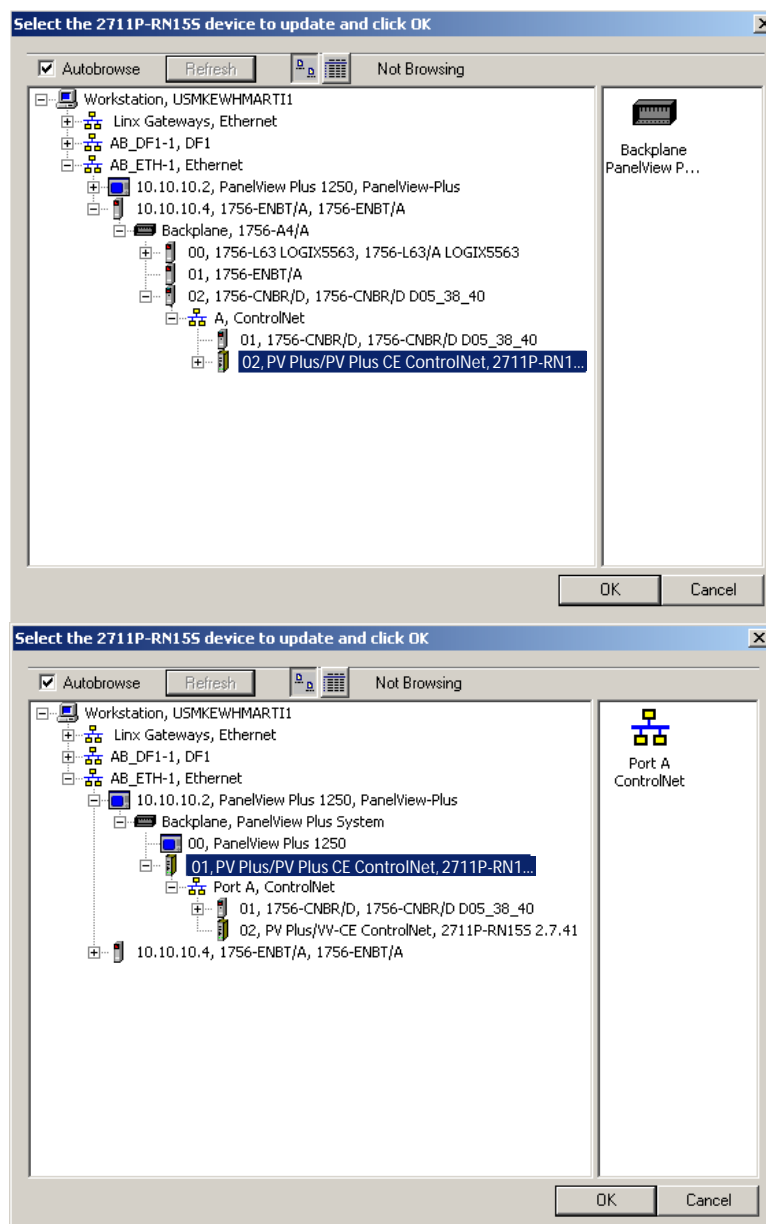 Select the 2711P-RN15S device to update and click OK
Autobrowse Refresh Not Browsing
Workstation, USMKEWHMARTI1
Linx Gateways, Ethernet
AB_DF1-1, DF1
AB_ETH-1, Ethernet
10.10.10.2, PanelView Plus 1250, PanelView-Plus
10.10.10.4, 1756-ENBT/A, 1756-ENBT/A
Backplane, 1756-A4/A
00, 1756-L63 LOGIX5563, 1756-L63/A LOGIX5563
01, 1756-ENBT/A
02, 1756-CNBR/D, 1756-CNBR/D D05_38_40
A, ControlNet
01, 1756-CNBR/D, 1756-CNBR/D D05_38_40
02, PV Plus/PV Plus CE ControlNet, 2711P-RN1...
Backplane
PanelView P...
OK Cancel
Select the 2711P-RN15S device to update and click OK
Autobrowse Refresh Not Browsing
Workstation, USMKEWHMARTI1
Linx Gateways, Ethernet
AB_DF1-1, DF1
AB_ETH-1, Ethernet
10.10.10.2, PanelView Plus 1250, PanelView-Plus
Backplane, PanelView Plus System
00, PanelView Plus 1250
01, PV Plus/PV Plus CE ControlNet, 2711P-RN1...
Port A, ControlNet
01, 1756-CNBR/D, 1756-CNBR/D D05_38_40
02, PV Plus/VV-CE ControlNet, 2711P-RN15S 2.7.41
10.10.10.4, 1756-ENBT/A, 1756-ENBT/A
Port A
ControlNet
OK Cancel